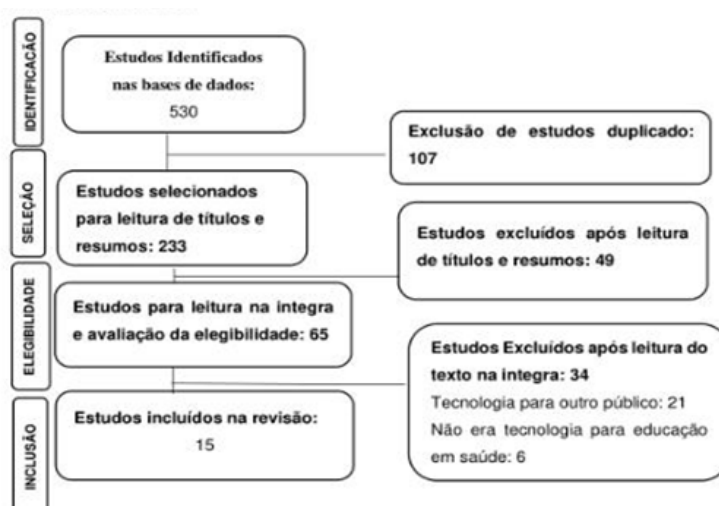 IDENTIFICAÇÃO
Estudos Identificados
nas bases de dados:
530
Exclusão de estudos duplicado:
107
SELEÇÃO
Estudos selecionados
para leitura de títulos e
resumos: 233
Estudos excluídos após leitura
de títulos e resumos: 49
ELEGIBILIDADE
Estudos para leitura na integra
e avaliação da elegibilidade: 65
Estudos Excluídos após leitura do
texto na integra: 34
Tecnologia para outro público: 21
Não era tecnologia para educação
em saúde: 6
INCLUSÃO
Estudos incluídos na revisão:
15